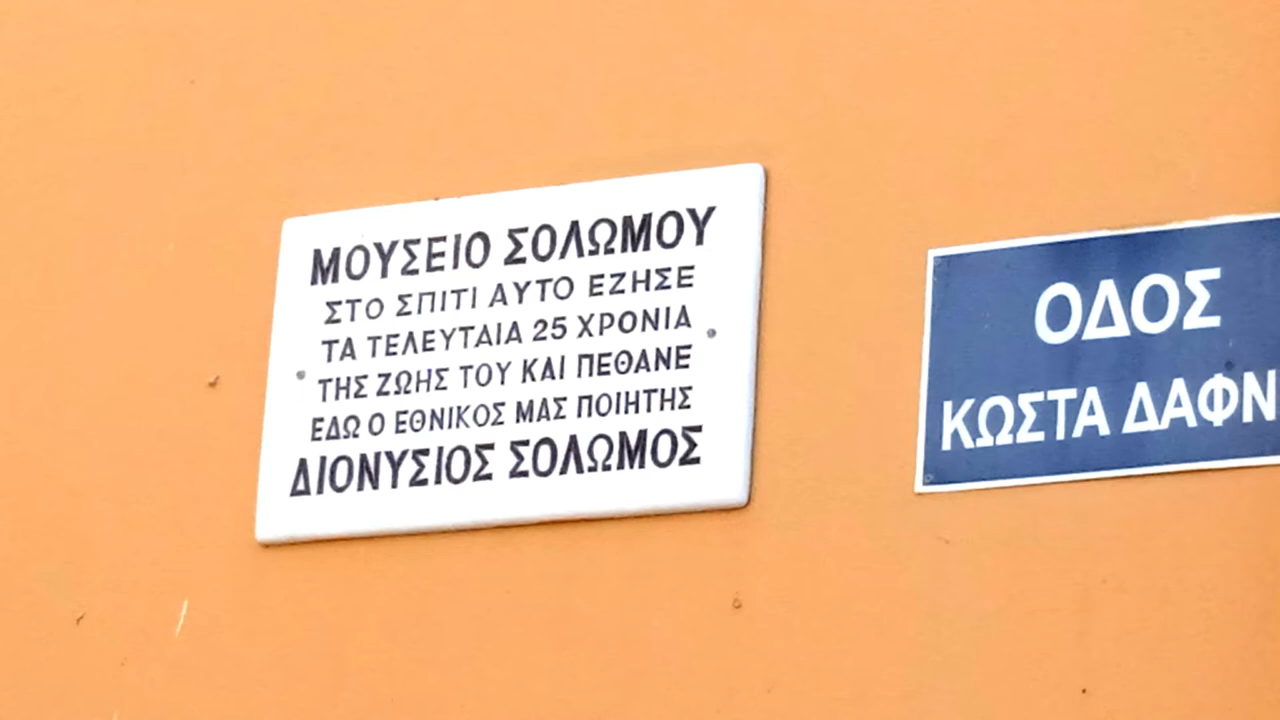 ΜΟΥΣΕΙΟ ΣΟΛΩΜΟΥ
ΣΤΟ ΣΠΙΤΙ ΑΥΤΟ ΕΖΗΣΕ
ΤΑ ΤΕΛΕΥΤΑΙΑ 25 ΧΡΟΝΙΑ
ΤΗΣ ΖΩΗΣ ΤΟΥ ΚΑΙ ΠΕΘΑΝΕ
ΕΔΩ Ο ΕΘΝΙΚΟΣ ΜΑΣ ΠΟΙΗΤΗΣ
ΔΙΟΝΥΣΙΟΣ ΣΟΛΩΜΟΣ
ΟΔΟΣ
ΚΩΣΤΑ